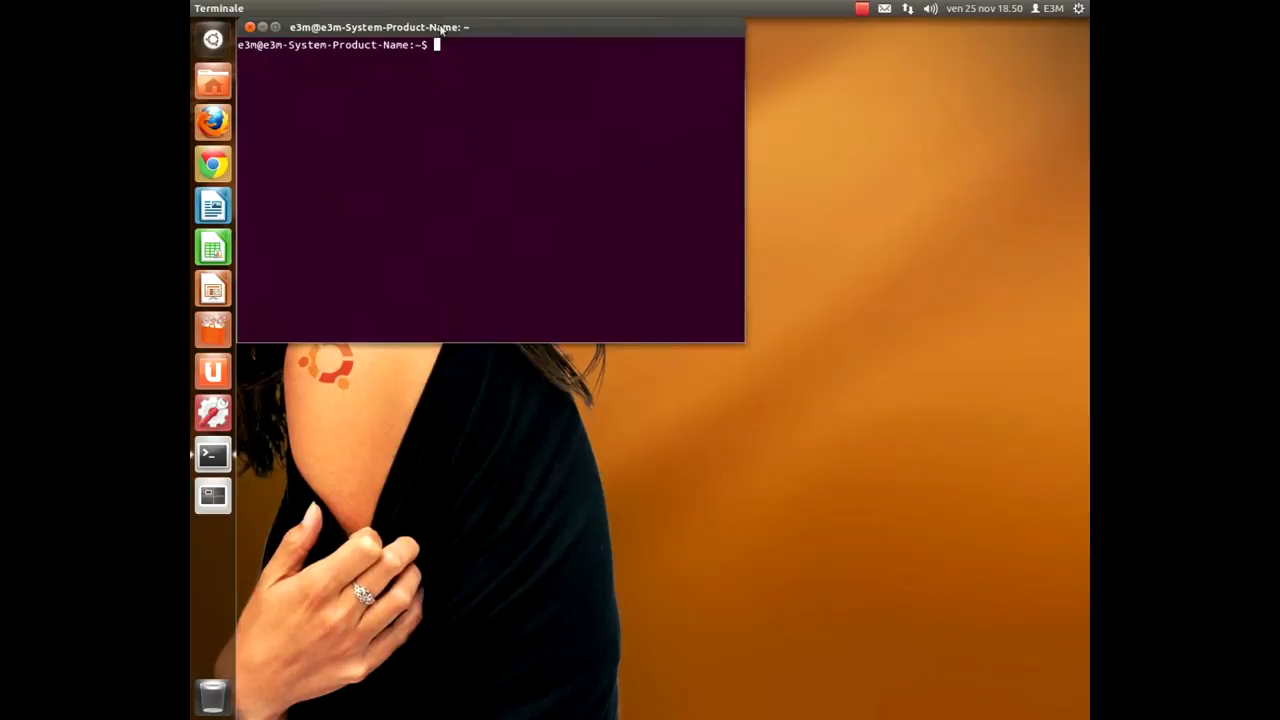 Terminale
ven 25 nov 18.50
E3M
e3m@e3m-System-Product-Name: ~
e3m@e3m-System-Product-Name:~$